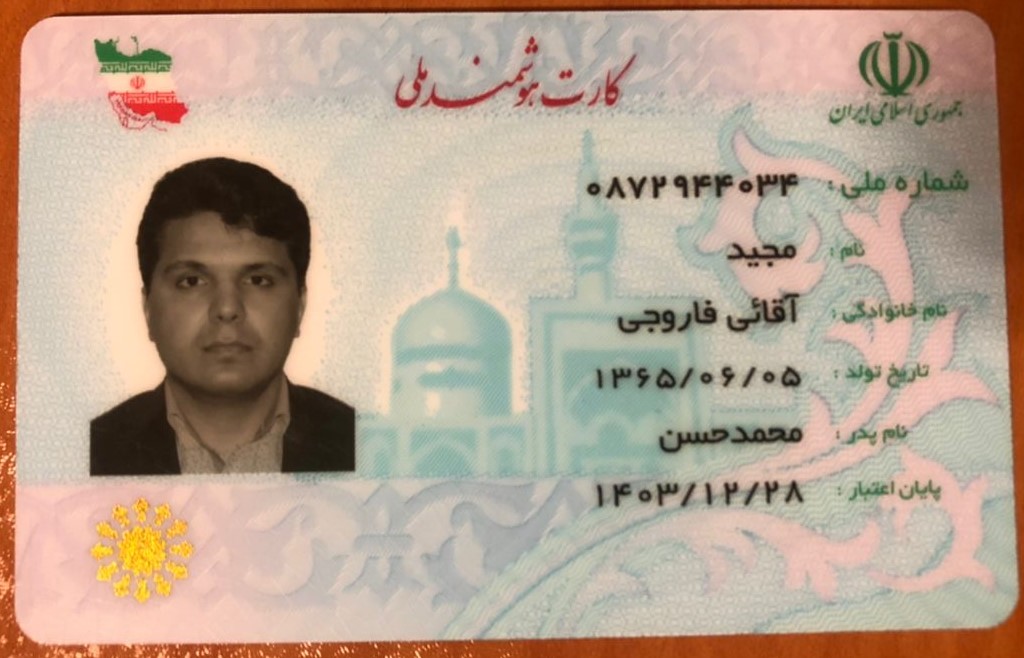 کارت هوشمند ملی
جمهوری اسلامی ایران
شماره ملی : ۰۸۷۲۹۴۴۰۳۴
نام : مجید
نام خانوادگی : آقائی فاروجی
تاریخ تولد : ۱۳۶۵/۰۶/۰۵
نام پدر : محمدحسن
پایان اعتبار : ۱۴۰۳/۱۲/۲۸